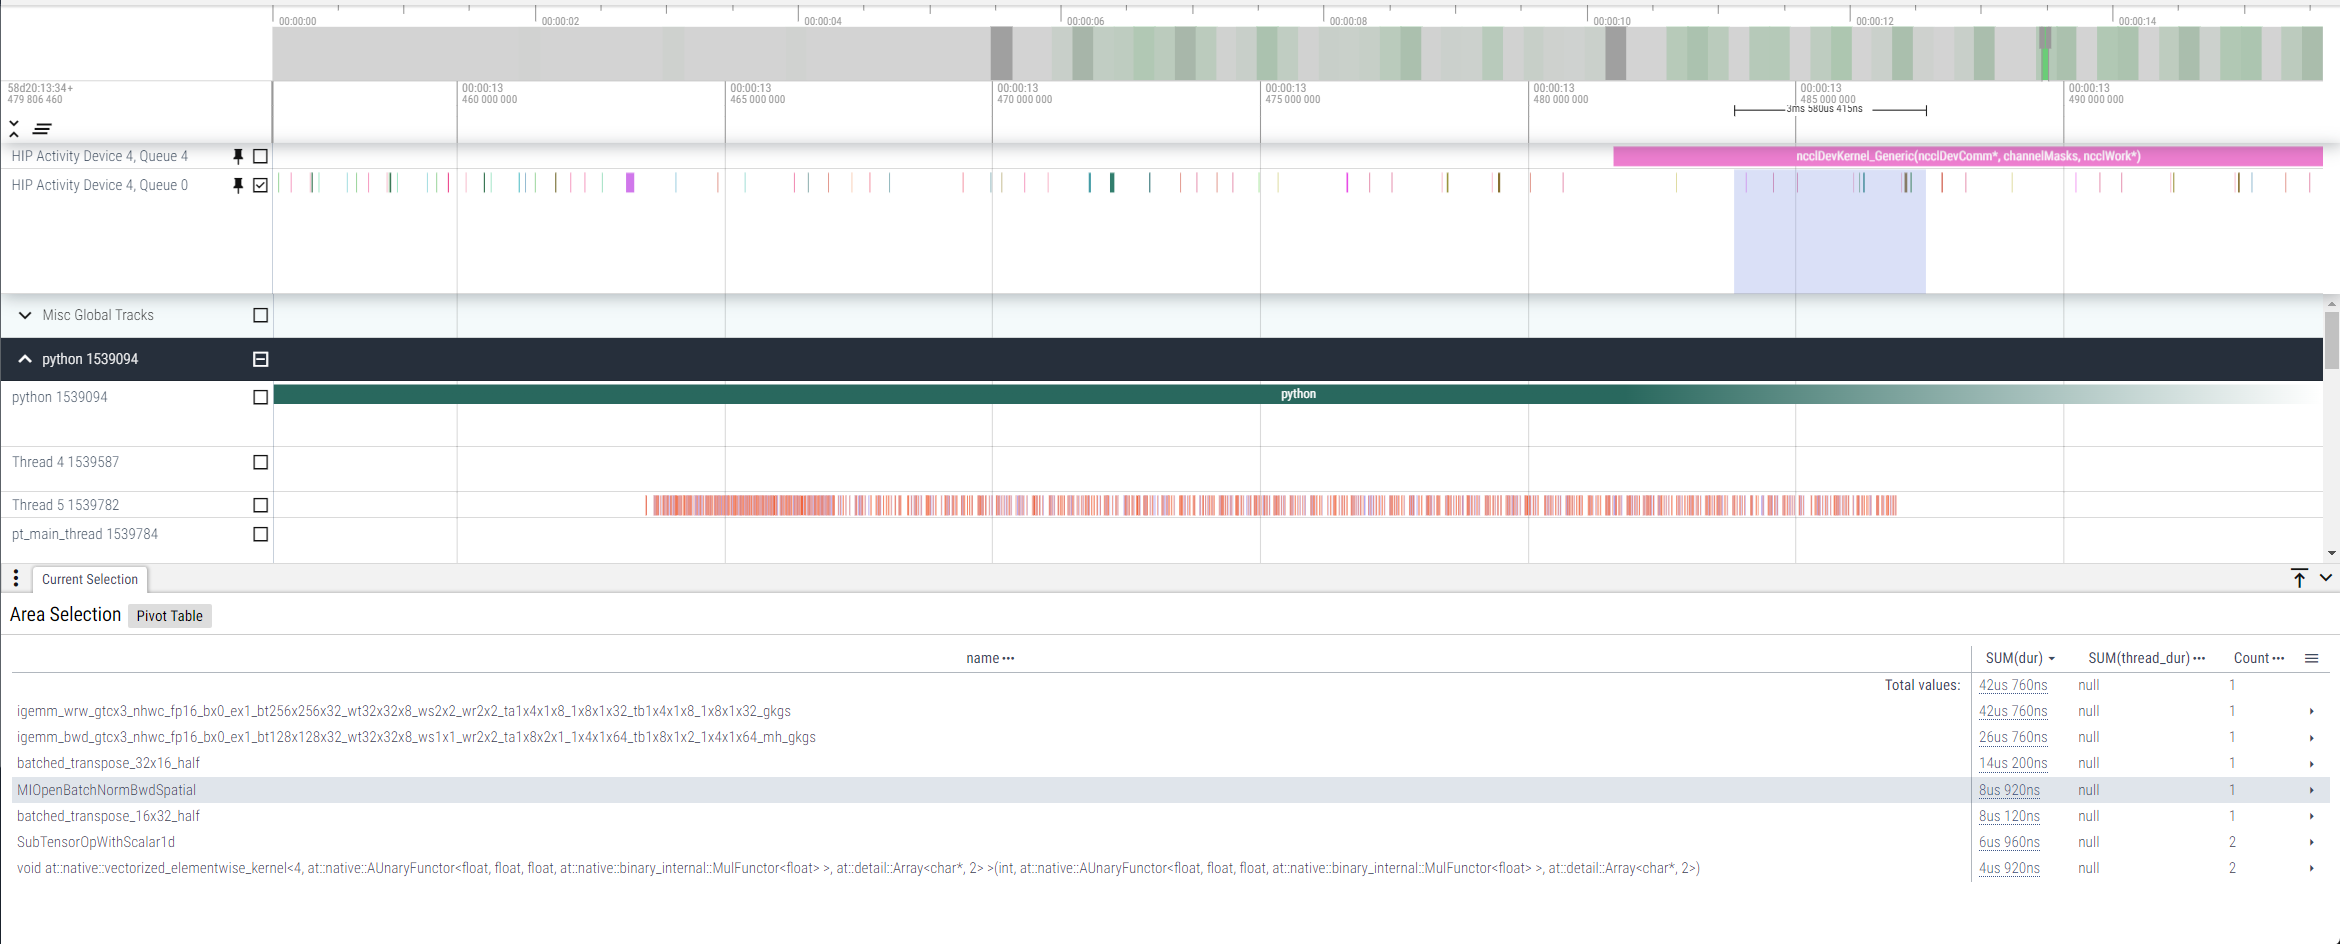 00:00:00 00:00:02 00:00:04 00:00:06 00:00:08 00:00:10 00:00:12 00:00:14
58d20:13:34+ 00:00:13 00:00:13 00:00:13 00:00:13 00:00:13 00:00:13 00:00:13
479 806 460 460 000 000 465 000 000 470 000 000 475 000 000 480 000 000 485 000 000 490 000 000
3ms 580us 415ns
HIP Activity Device 4, Queue 4 ncclDevKernel_Generic(ncclDevComm*, channelMasks, ncclWork*)
HIP Activity Device 4, Queue 0
Misc Global Tracks
python 1539094
python 1539094 python
Thread 4 1539587
Thread 5 1539782
pt_main_thread 1539784
Current Selection
Area Selection Pivot Table
name SUM(dur) SUM(thread_dur) Count
Total values: 42us 760ns null 1
igemm_wrw_gtcx3_nhwc_fp16_bx0_ex1_bt256x256x32_wt32x32x8_ws2x2_wr2x2_ta1x4x1x8_1x8x1x32_tb1x4x1x8_1x8x1x32_gkgs 42us 760ns null 1
igemm_bwd_gtcx3_nhwc_fp16_bx0_ex1_bt128x128x32_wt32x32x8_ws1x1_wr2x2_ta1x8x2x1_1x4x1x64_tb1x8x1x2_1x4x1x64_mh_gkgs 26us 760ns null 1
batched_transpose_32x16_half 14us 200ns null 1
MIOpenBatchNormBwdSpatial 8us 920ns null 1
batched_transpose_16x32_half 8us 120ns null 1
SubTensorOpWithScalar1d 6us 960ns null 2
void at::native::vectorized_elementwise_kernel<4, at::native::AUnaryFunctor<float, float, float, at::native::binary_internal::MulFunctor<float> >, at::detail::Array<char*, 2> >(int, at::native::AUnaryFunctor<float, float, float, at::native::binary_internal::MulFunctor<float> >, at::detail::Array<char*, 2>) 4us 920ns null 2